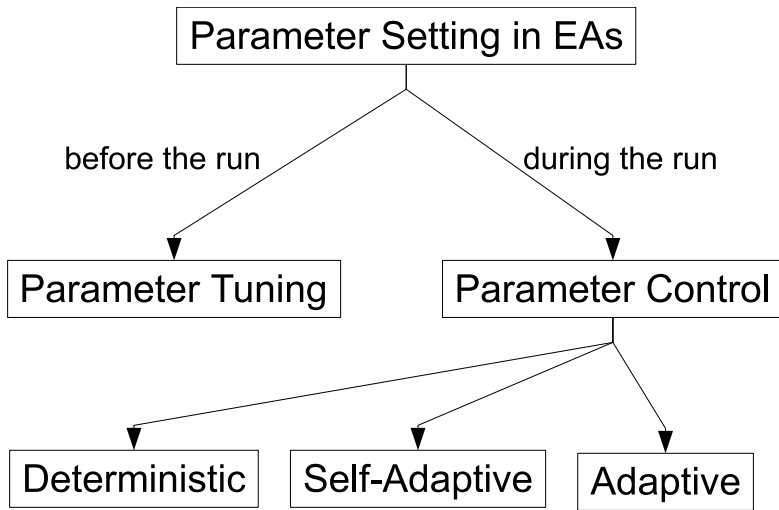 Parameter Setting in EAs
before the run
during the run
Parameter Tuning
Parameter Control
Deterministic
Self-Adaptive
Adaptive